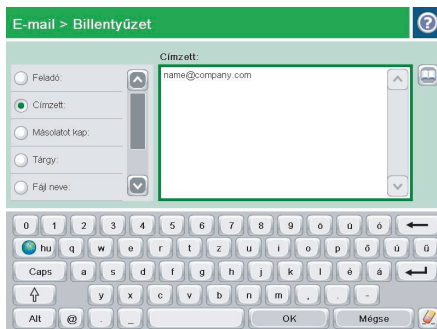 E-mail > Billentyűzet
?
Címzett:
Feladó:
Címzett:
Másolatot kap:
Tárgy:
Fájl neve:
name@company.com
0 1 2 3 4 5 6 7 8 9 ö ü ó
hu q w e r t z u i o p ő ú ű
Caps a s d f g h j k l é á
y x c v b n m , . -
Alt @ . _ OK Mégse